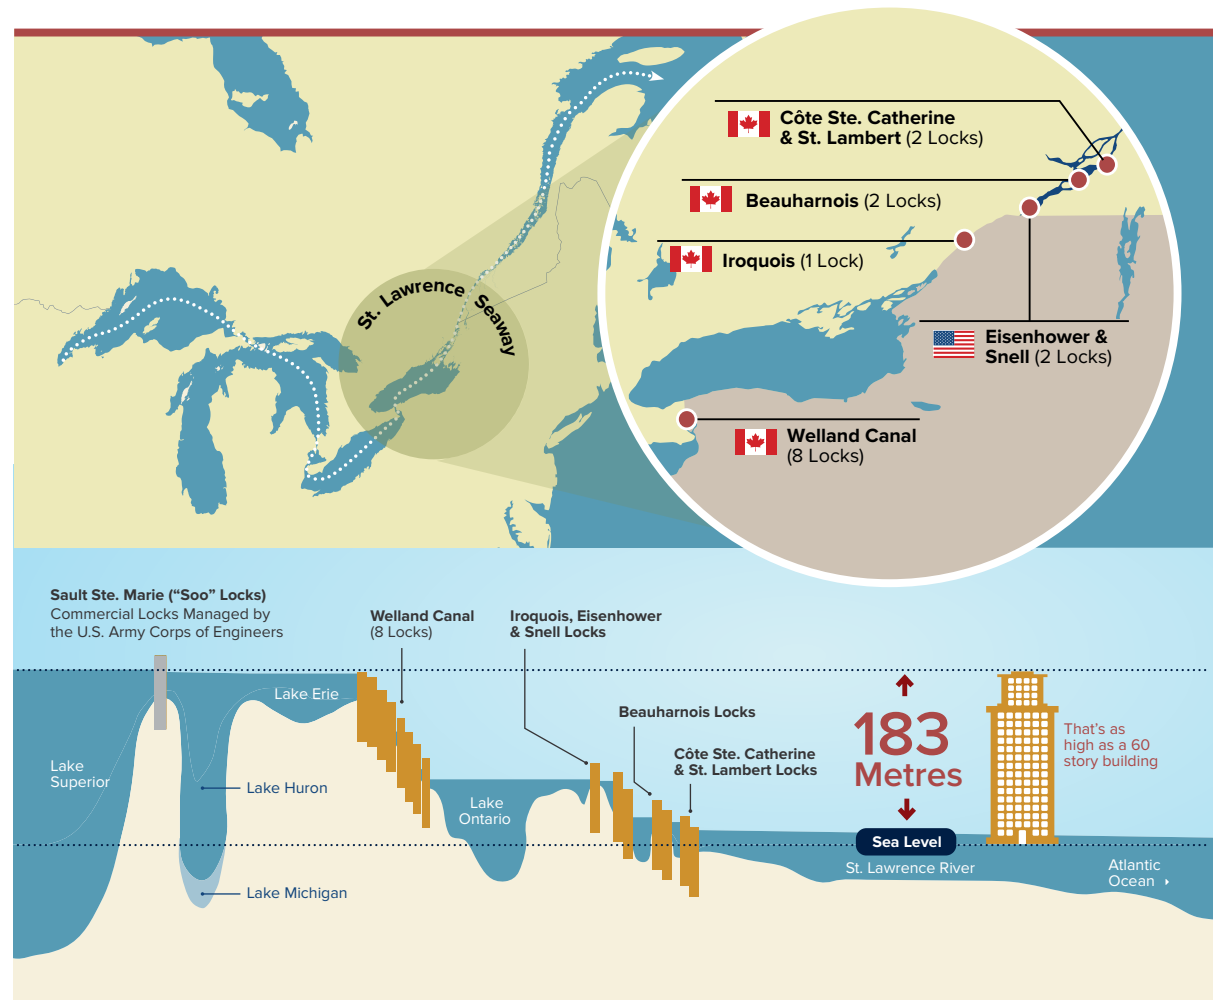 St. Lawrence Seaway
Côte Ste. Catherine
& St. Lambert (2 Locks)
Beauharnois (2 Locks)
Iroquois (1 Lock)
Eisenhower &
Snell (2 Locks)
Welland Canal
(8 Locks)
Sault Ste. Marie (“Soo” Locks)
Commercial Locks Managed by
the U.S. Army Corps of Engineers
Welland Canal
(8 Locks)
Iroquois, Eisenhower
& Snell Locks
Lake Erie
Beauharnois Locks
Côte Ste. Catherine
& St. Lambert Locks
183
Metres
That’s as
high as a 60
story building
Lake
Superior
Lake Huron
Lake
Ontario
Sea Level
St. Lawrence River
Atlantic
Ocean
Lake Michigan